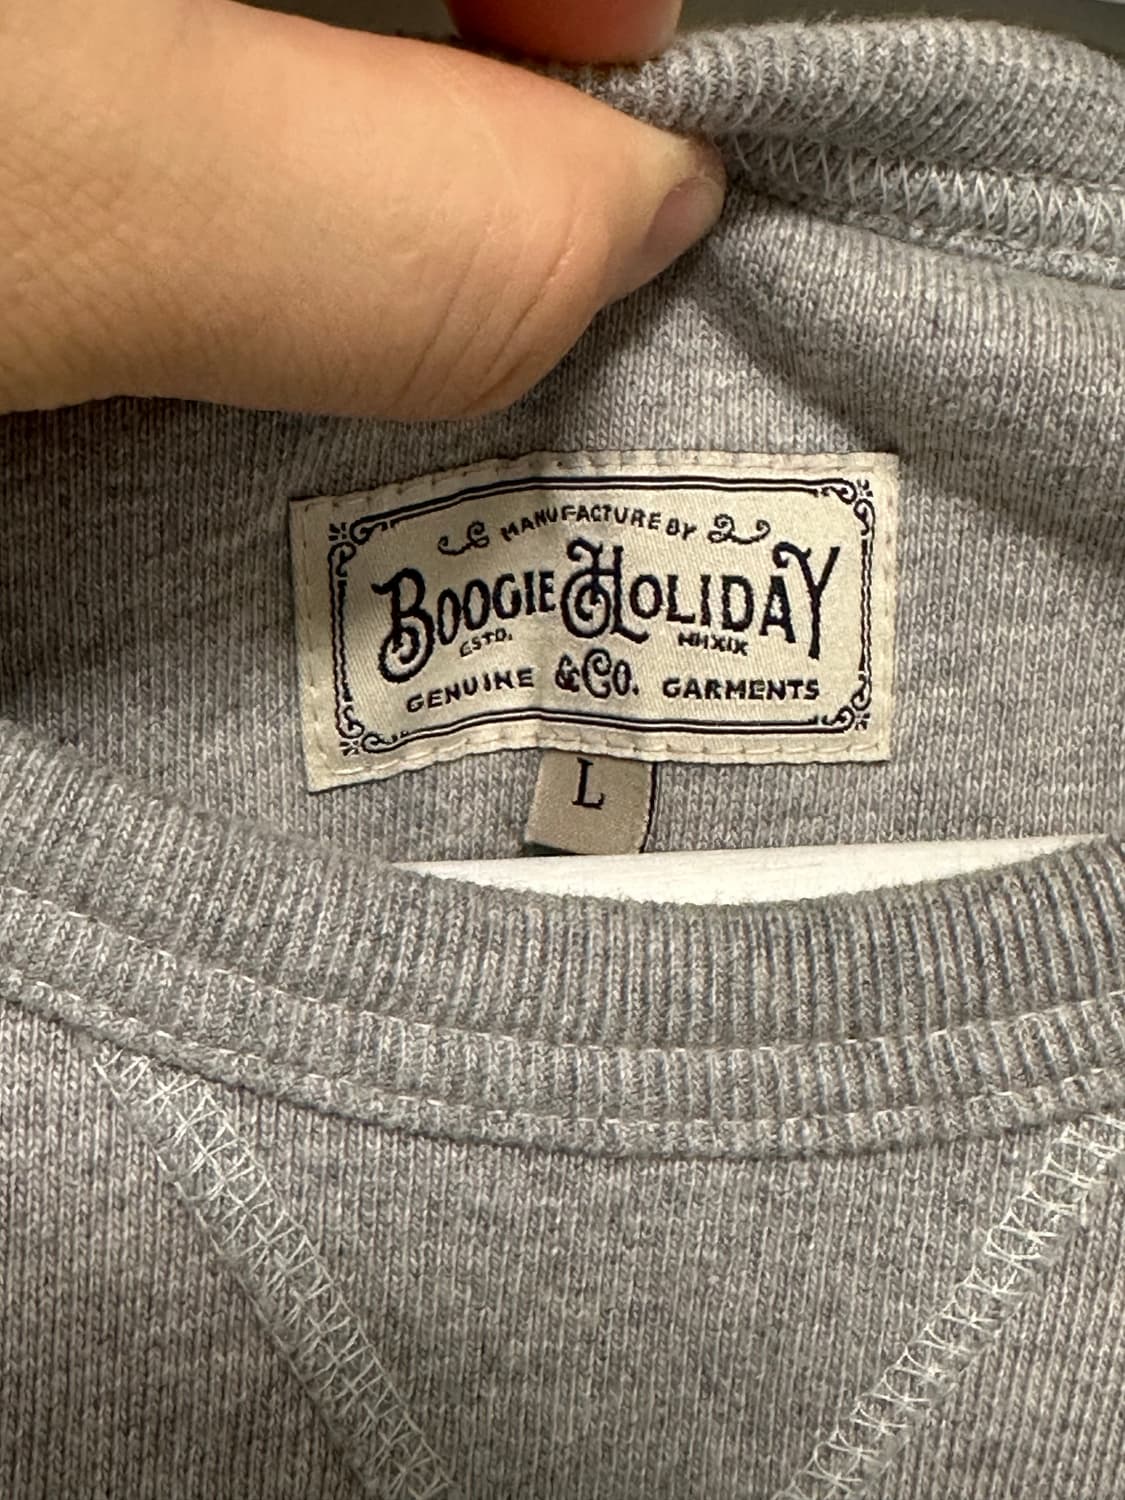 MANUFACTURE BY
BOOGIE HOLIDAY
ESTD. MMXIX
GENUINE &CO. GARMENTS
L